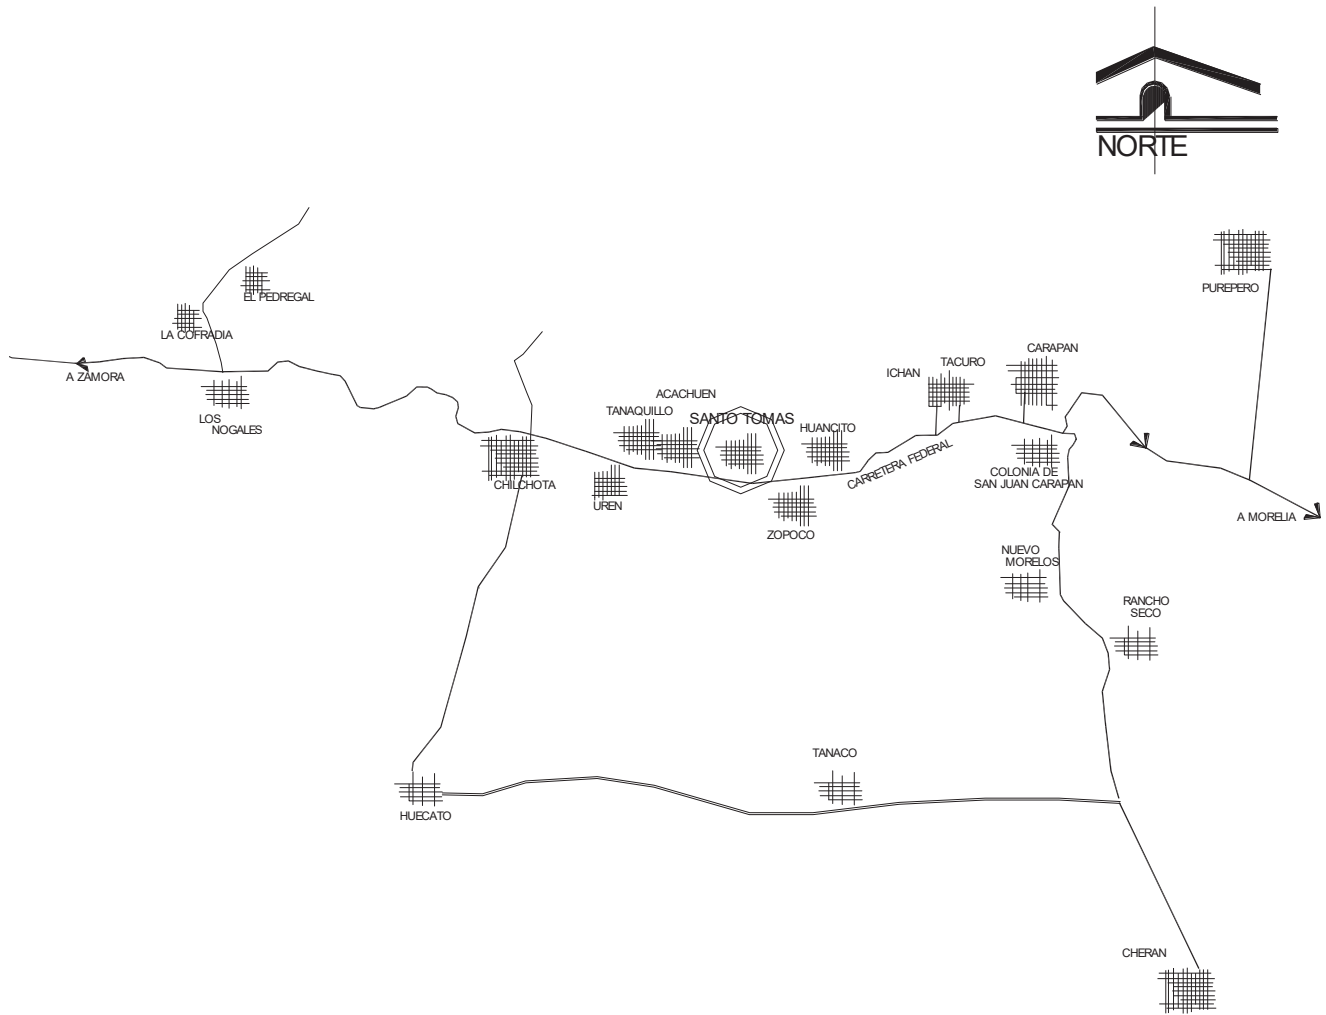 NORTE
EL PEDREGAL
PUREPERO
LA COFRADIA
CARAPAN
TACURO
ICHAN
A ZAMORA
ACACHUEN
TANAQUILLO
SANTO TOMAS
HUANCITO
LOS
NOGALES
CARRETERA FEDERAL
COLONIA DE
SAN JUAN CARAPAN
CHILCHOTA
UREN
A MORELIA
ZOPOCO
NUEVO
MORELOS
RANCHO
SECO
TANACO
HUECATO
CHERAN